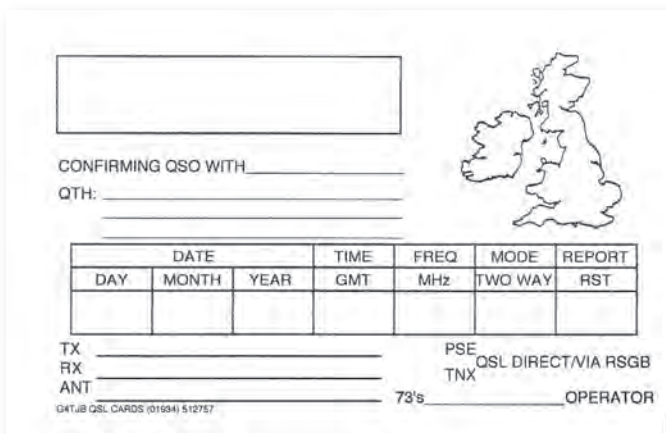 CONFIRMING QSO WITH
QTH:
DATE TIME FREQ MODE REPORT
DAY MONTH YEAR GMT MHz TWO WAY RST
TX
RX
ANT
PSE
TNX
QSL DIRECT/VIA RSGB
73's OPERATOR
G4TJB QSL CARDS (01934) 512757